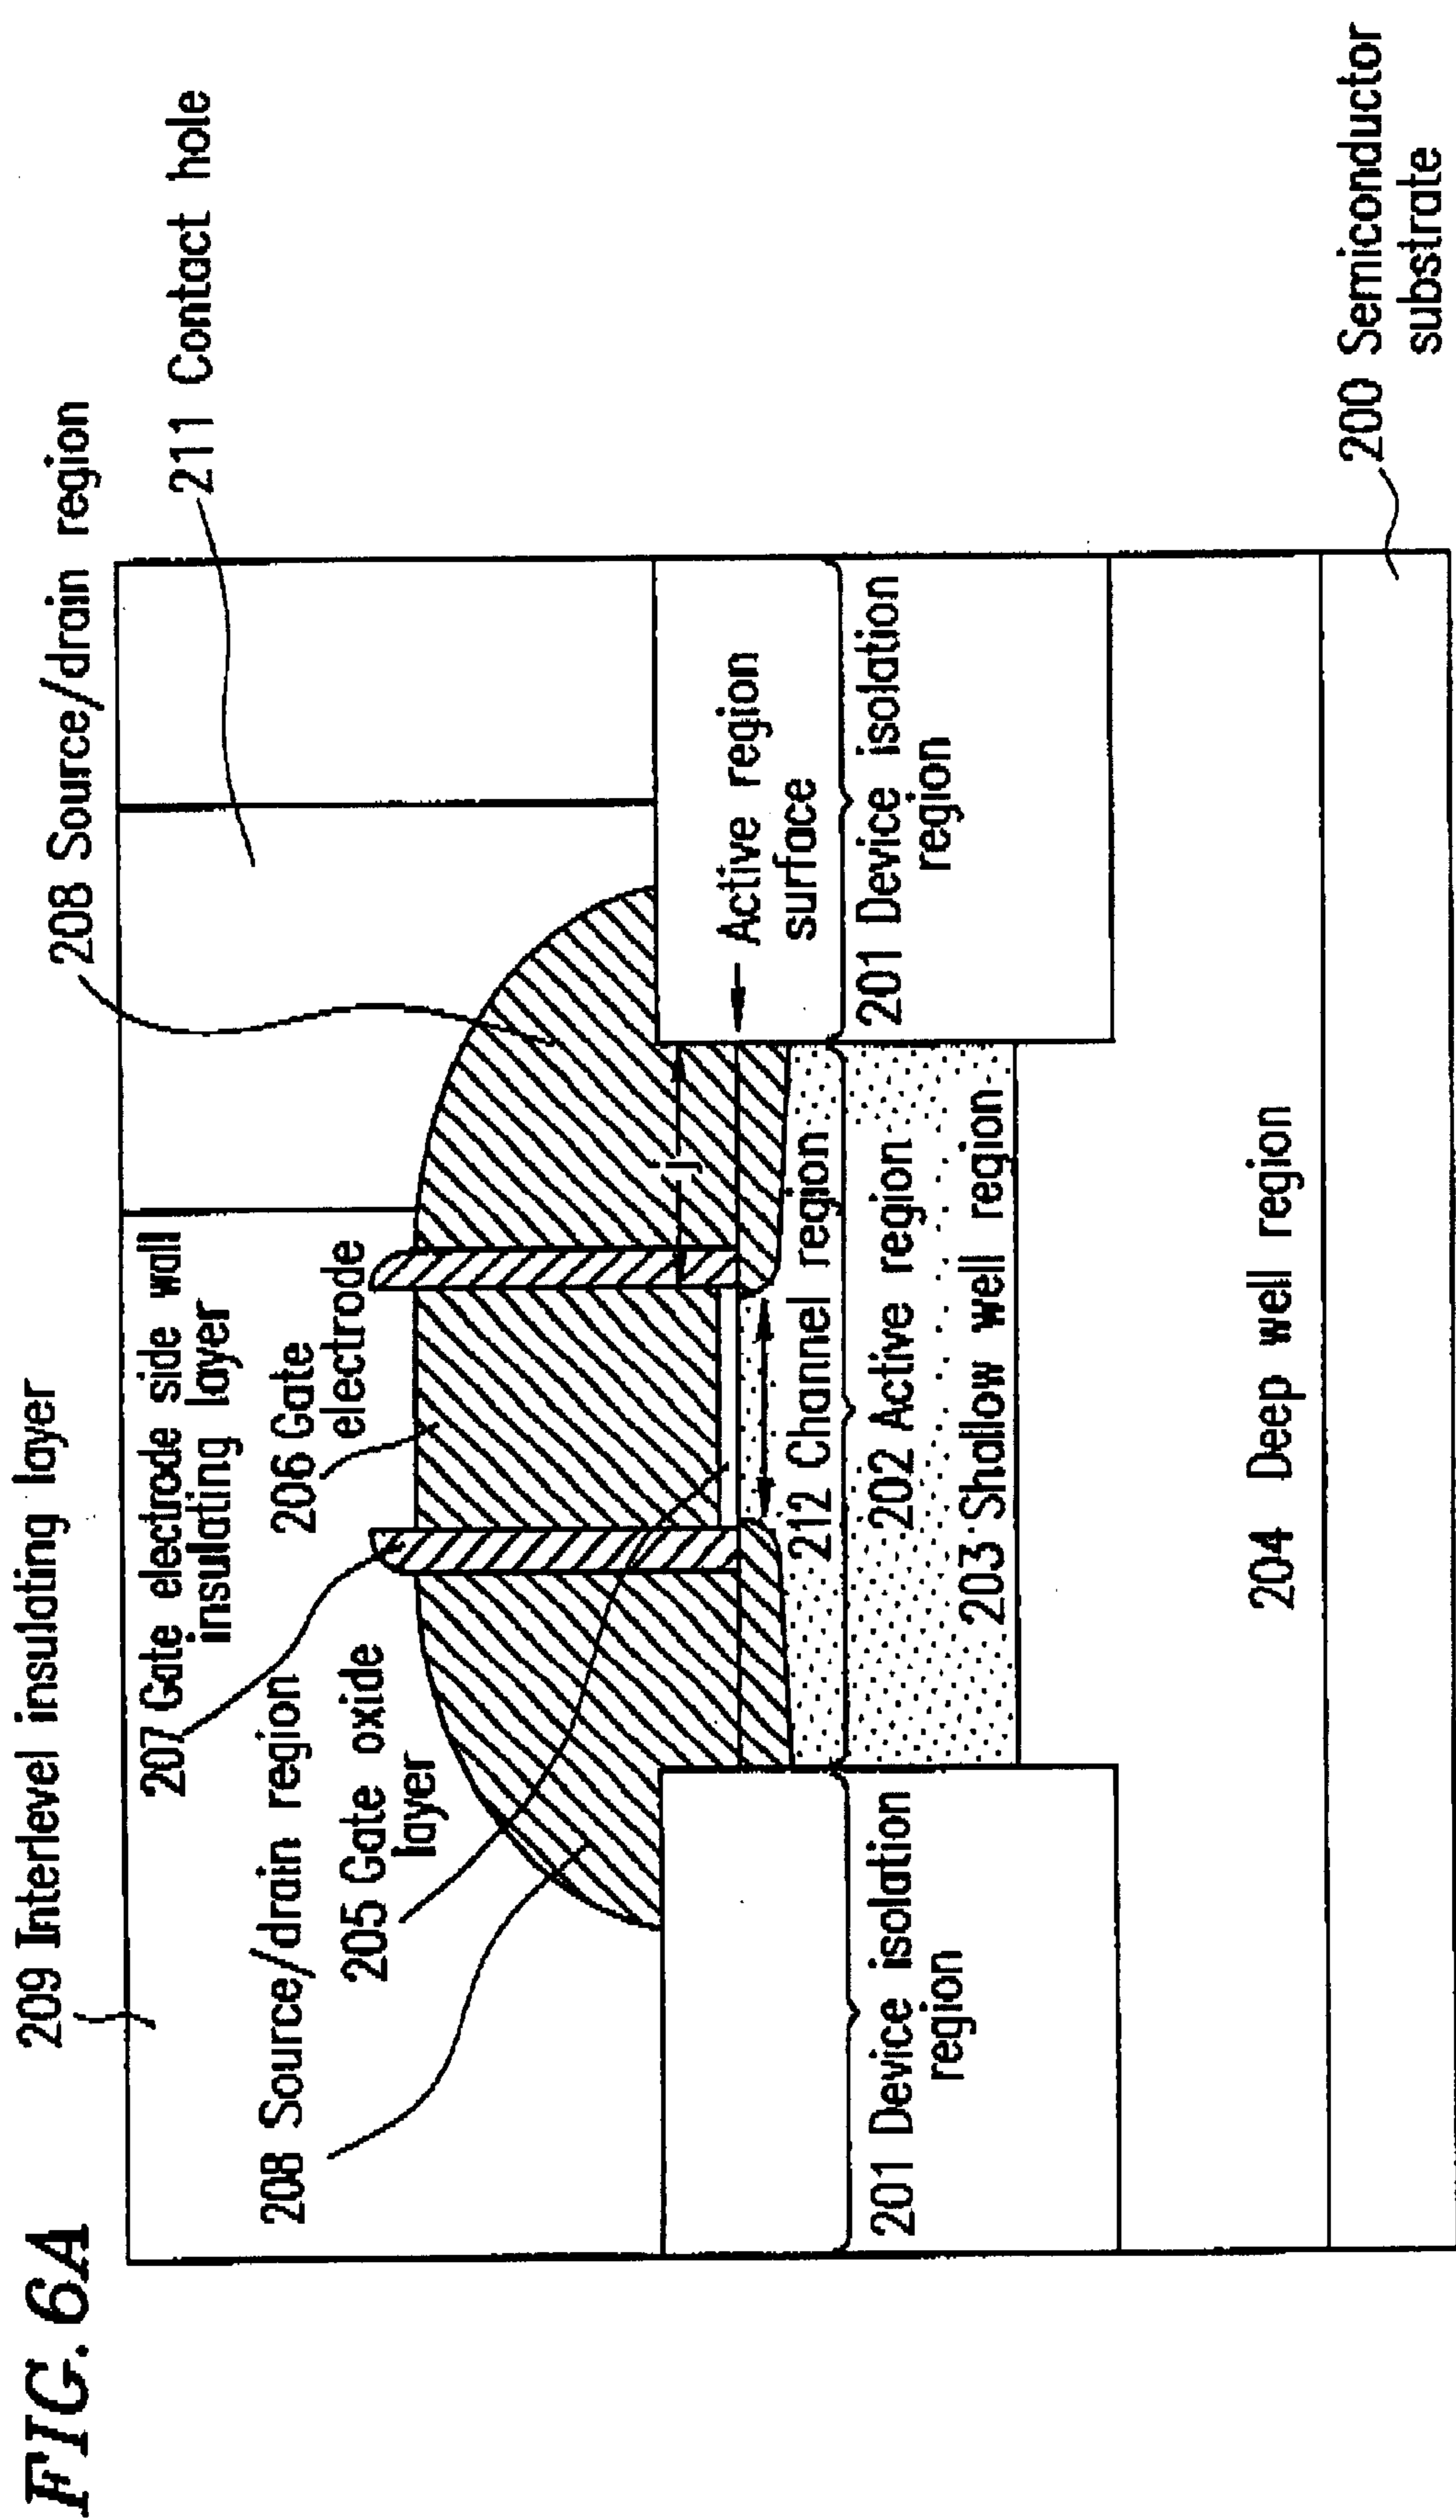 FIG. 6A
209 Interlevel insulating layer
208 Source/drain region
207 Gate electrode side wall
insulating layer
211 Contact hole
208 Source/drain region
206 Gate
electrode
205 Gate oxide
layer
j
Active region
surface
212 Channel region
201 Device isolation
region
202 Active region
201 Device isolation
region
203 Shallow well region
204 Deep well region
200 Semiconductor
substrate